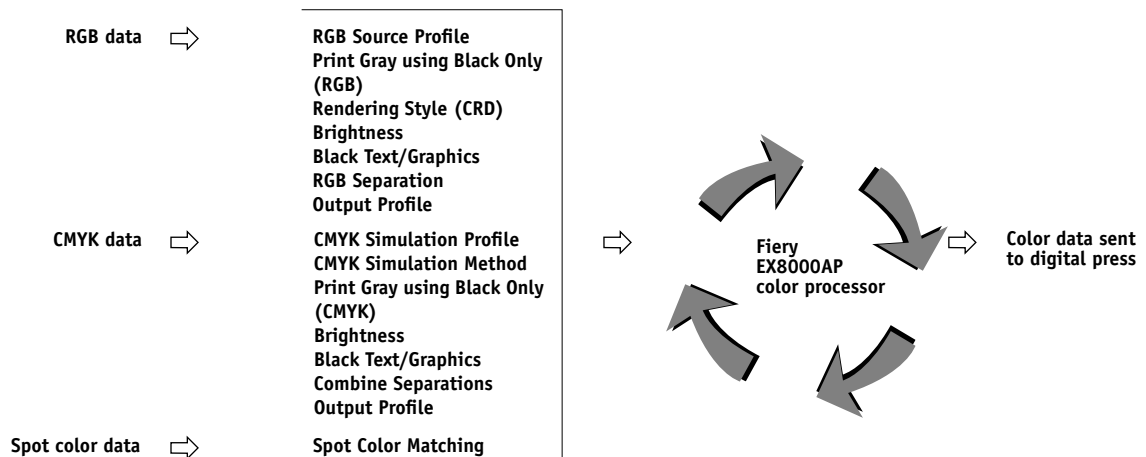 RGB data
RGB Source Profile
Print Gray using Black Only
(RGB)
Rendering Style (CRD)
Brightness
Black Text/Graphics
RGB Separation
Output Profile
CMYK data
CMYK Simulation Profile
CMYK Simulation Method
Print Gray using Black Only
(CMYK)
Brightness
Black Text/Graphics
Combine Separations
Output Profile
Spot color data
Spot Color Matching
Fiery
EX8000AP
color processor
Color data sent
to digital press